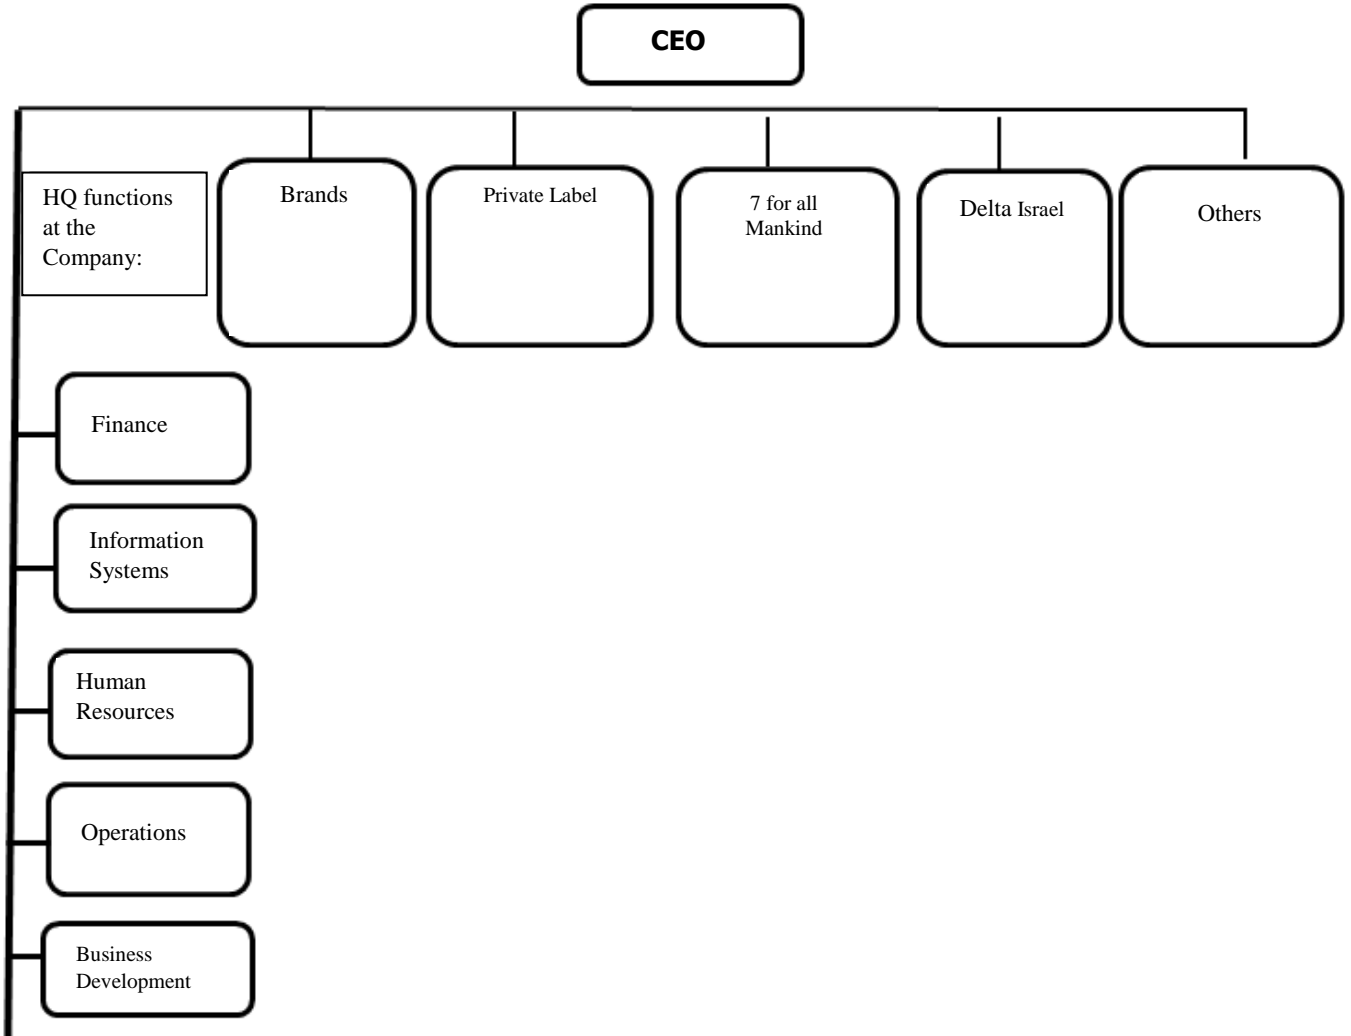 CEO
HQ functions
at the
Company:
Brands
Private Label
7 for all
Mankind
Delta Israel
Others
Finance
Information
Systems
Human
Resources
Operations
Business
Development